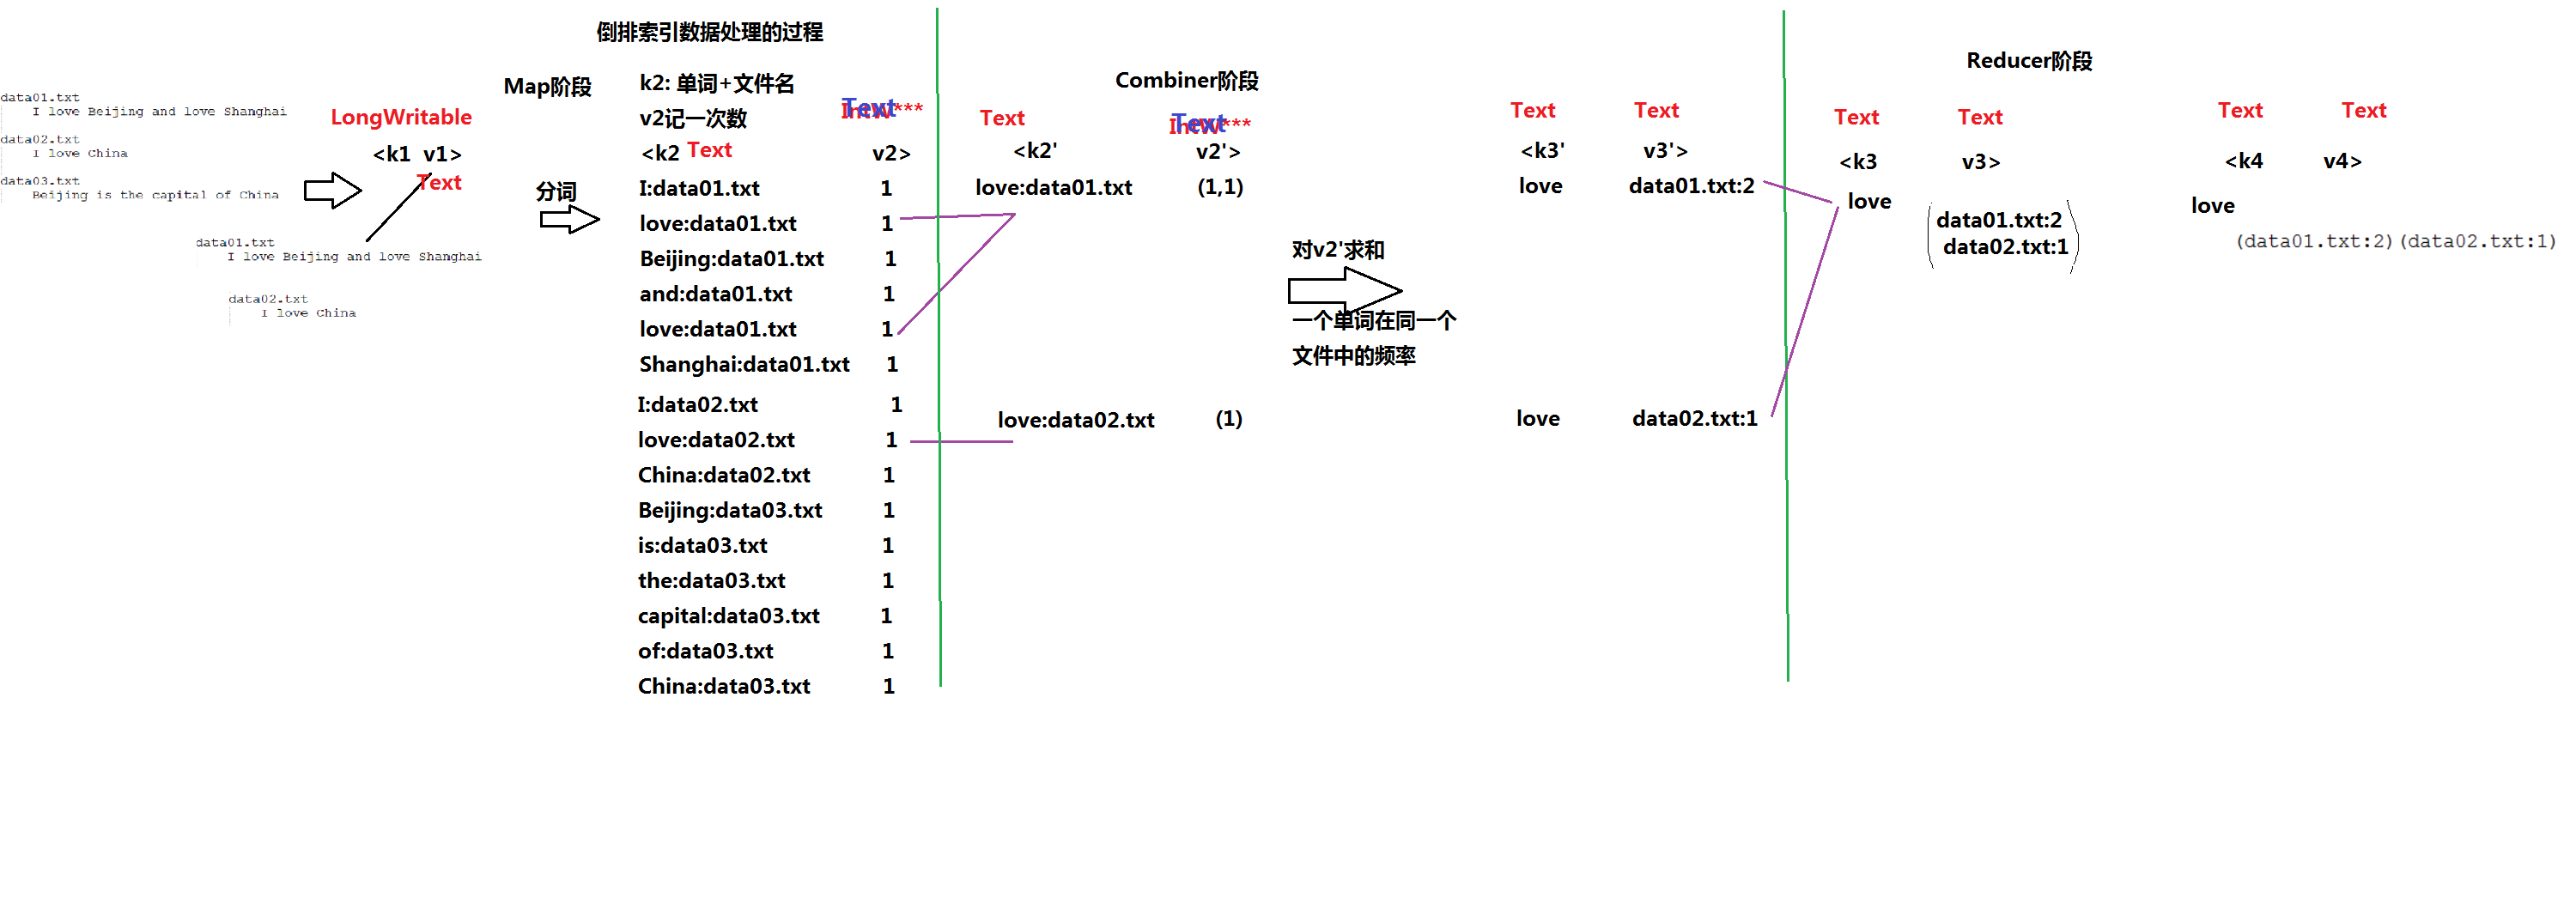 倒排索引数据处理的过程
data01.txt
I love Beijing and love Shanghai
data02.txt
I love China
data03.txt
Beijing is the capital of China
LongWritable
<k1 v1>
Text
data01.txt
I love Beijing and love Shanghai
data02.txt
I love China
Map阶段
分词
k2: 单词+文件名
v2记一次数
Text ***
<k2 Text v2>
I:data01.txt 1
love:data01.txt 1
Beijing:data01.txt 1
and:data01.txt 1
love:data01.txt 1
Shanghai:data01.txt 1
I:data02.txt 1
love:data02.txt 1
China:data02.txt 1
Beijing:data03.txt 1
is:data03.txt 1
the:data03.txt 1
capital:data03.txt 1
of:data03.txt 1
China:data03.txt 1
Combiner阶段
Text Text ***
<k2' v2'>
love:data01.txt (1,1)
love:data02.txt (1)
对v2'求和
一个单词在同一个
文件中的频率
Text Text
<k3' v3'>
love data01.txt:2
love data02.txt:1
Reducer阶段
Text Text
<k3 v3>
love
data01.txt:2
data02.txt:1
Text Text
<k4 v4>
love
(data01.txt:2)(data02.txt:1)